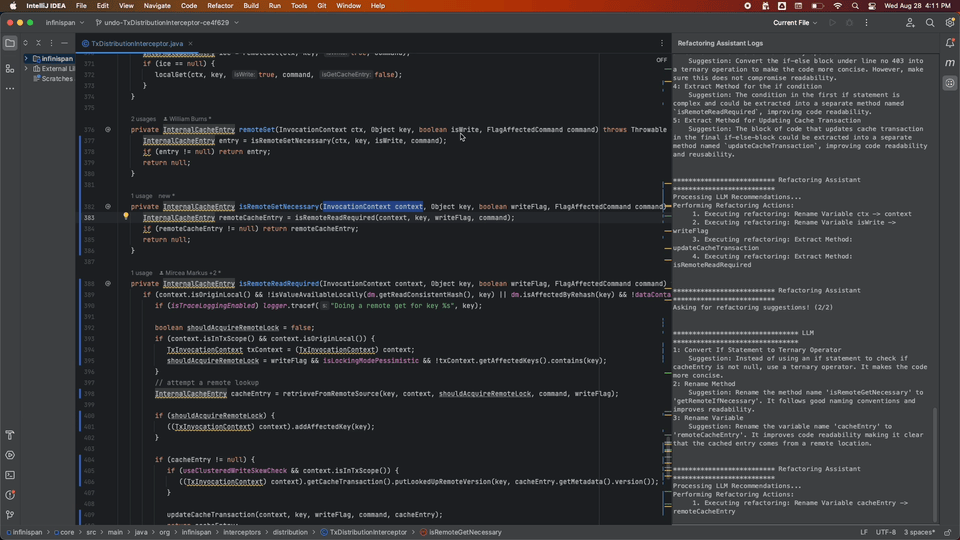 IntelliJ IDEA File Edit View Navigate Code Refactor Build Run Tools Git Window Help Wed Aug 28 4:11 PM
infinispan undo-TxDistributionInterceptor-ce4f629 Current File
infinispan
External Li
Scratches
TxDistributionInterceptor.java
OFF
371 if (ice == null) {
372 localGet(ctx, key, isWrite: true, command, isGetCacheEntry: false);
373 }
374 }
375
2 usages William Burns *
376 private InternalCacheEntry remoteGet(InvocationContext ctx, Object key, boolean isWrite, FlagAffectedCommand command) throws Throwable
377 InternalCacheEntry entry = isRemoteGetNecessary(ctx, key, isWrite, command);
378 if (entry != null) return entry;
379 return null;
380 }
381
1 usage new *
382 private InternalCacheEntry isRemoteGetNecessary(InvocationContext context, Object key, boolean writeFlag, FlagAffectedCommand command)
383 InternalCacheEntry remoteCacheEntry = isRemoteReadRequired(context, key, writeFlag, command);
384 if (remoteCacheEntry != null) return remoteCacheEntry;
385 return null;
386 }
387
1 usage Mircea Markus +2 *
388 private InternalCacheEntry isRemoteReadRequired(InvocationContext context, Object key, boolean writeFlag, FlagAffectedCommand command)
389 if (context.isOriginLocal() && !isValueAvailableLocally(dm.getReadConsistentHash(), key) || dm.isAffectedByRehash(key) && !dataConta
390 if (isTraceLoggingEnabled) logger.tracef( s: "Doing a remote get for key %s", key);
391
392 boolean shouldAcquireRemoteLock = false;
393 if (context.isInTxScope() && context.isOriginLocal()) {
394 TxInvocationContext txContext = (TxInvocationContext) context;
395 shouldAcquireRemoteLock = writeFlag && isLockingModePessimistic && !txContext.getAffectedKeys().contains(key);
396 }
397 // attempt a remote lookup
398 InternalCacheEntry cacheEntry = retrieveFromRemoteSource(key, context, shouldAcquireRemoteLock, command, writeFlag);
399
400 if (shouldAcquireRemoteLock) {
401 ((TxInvocationContext) context).addAffectedKey(key);
402 }
403
404 if (cacheEntry != null) {
405 if (useClusteredWriteSkewCheck && context.isInTxScope()) {
406 ((TxInvocationContext) context).getCacheTransaction().putLookedUpRemoteVersion(key, cacheEntry.getMetadata().version());
407 }
408
409 updateCacheTransaction(context, key, writeFlag, command, cacheEntry);
Refactoring Assistant Logs
Suggestion: Convert the if-else block under line no 403 into
a ternary operation to make the code more concise. However, make
sure this does not compromise readability.
4: Extract Method for the if condition
Suggestion: The condition in the first if statement is
complex and could be extracted into a separate method named
`isRemoteReadRequired`, improving code readability.
5: Extract Method for Updating Cache Transaction
Suggestion: The block of code that updates cache transaction
in the final if-else block could be extracted into a separate
method named `updateCacheTransaction`, improving code readability
and reusability.
************************** Refactoring Assistant
Processing LLM Recommendations...
Performing Refactoring Actions:
1. Executing refactoring: Rename Variable ctx -> context
2. Executing refactoring: Rename Variable isWrite ->
writeFlag
3. Executing refactoring: Extract Method:
updateCacheTransaction
4. Executing refactoring: Extract Method:
isRemoteReadRequired
************************** Refactoring Assistant
Asking for refactoring suggestions! (2/2)
******************************** LLM
1: Convert If Statement to Ternary Operator
Suggestion: Instead of using an if statement to check if
cacheEntry is not null, use a ternary operator. It makes the code
more concise.
2: Rename Method
Suggestion: Rename the method name 'isRemoteGetNecessary' to
'getRemoteIfNecessary'. It follows good naming conventions and
improves readability.
3: Rename Variable
Suggestion: Rename the variable name 'cacheEntry' to
'remoteCacheEntry'. It improves code readability making it clear
that the cached entry comes from a remote location.
************************** Refactoring Assistant
Processing LLM Recommendations...
Performing Refactoring Actions:
1. Executing refactoring: Rename Variable cacheEntry ->
remoteCacheEntry
infinispan > core > src > main > java > org > infinispan > interceptors > distribution > TxDistributionInterceptor > isRemoteGetNecessary LF UTF-8 3 spaces*